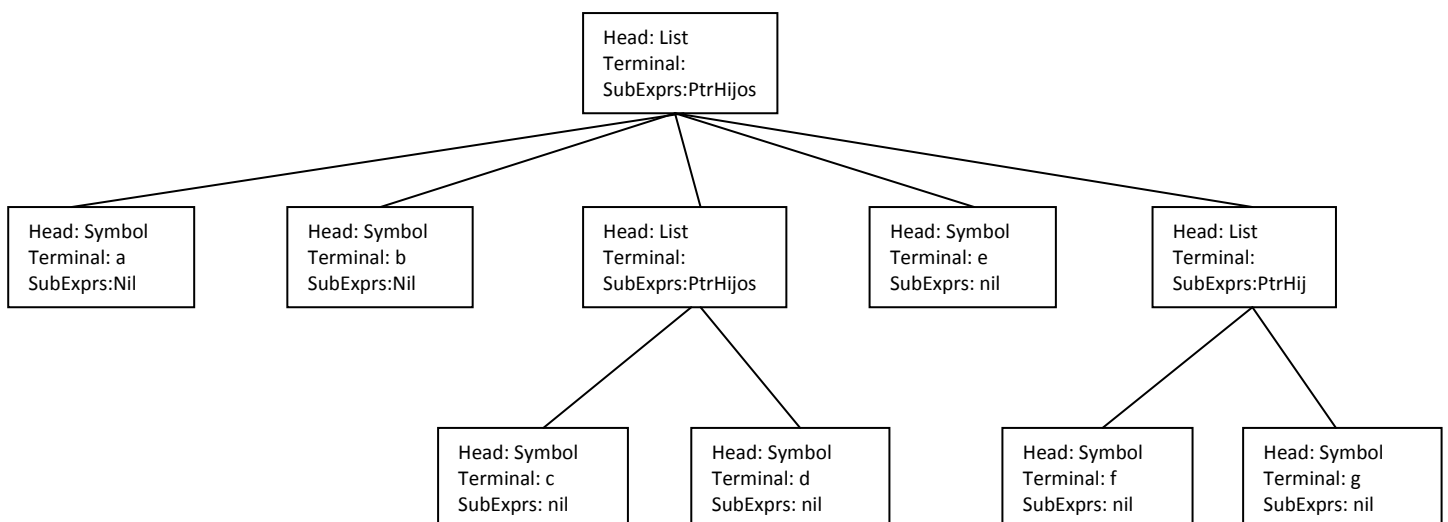 Head: List
Terminal:
SubExprs:PtrHijos
Head: Symbol
Terminal: a
SubExprs:Nil
Head: Symbol
Terminal: b
SubExprs:Nil
Head: List
Terminal:
SubExprs:PtrHijos
Head: Symbol
Terminal: e
SubExprs: nil
Head: List
Terminal:
SubExprs:PtrHij
Head: Symbol
Terminal: c
SubExprs: nil
Head: Symbol
Terminal: d
SubExprs: nil
Head: Symbol
Terminal: f
SubExprs: nil
Head: Symbol
Terminal: g
SubExprs: nil